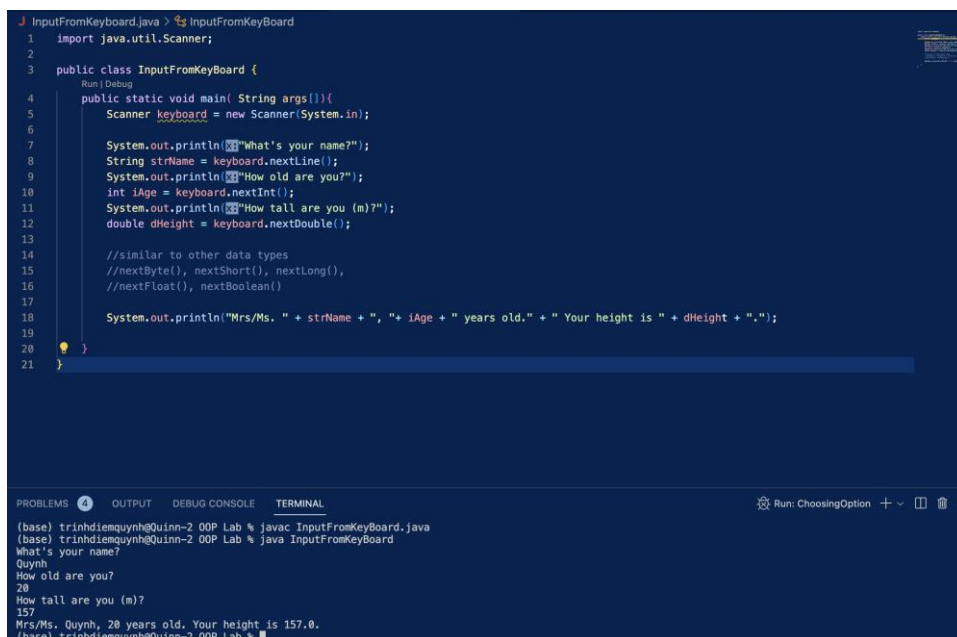 J InputFromKeyboard.java > InputFromKeyBoard
1 import java.util.Scanner;
2
3 public class InputFromKeyBoard {
Run | Debug
4 public static void main( String args[]){
5 Scanner keyboard = new Scanner(System.in);
6
7 System.out.println(x:"What's your name?");
8 String strName = keyboard.nextLine();
9 System.out.println(x:"How old are you?");
10 int iAge = keyboard.nextInt();
11 System.out.println(x:"How tall are you (m)?");
12 double dHeight = keyboard.nextDouble();
13
14 //similar to other data types
15 //nextByte(), nextShort(), nextLong(),
16 //nextFloat(), nextBoolean()
17
18 System.out.println("Mrs/Ms. " + strName + ", "+ iAge + " years old." + " Your height is " + dHeight + ".");
19
20 }
21 }
PROBLEMS 4 OUTPUT DEBUG CONSOLE TERMINAL Run: ChoosingOption
(base) trinhdiemquynh@Quinn-2 OOP Lab % javac InputFromKeyBoard.java
(base) trinhdiemquynh@Quinn-2 OOP Lab % java InputFromKeyBoard
What's your name?
Quynh
How old are you?
20
How tall are you (m)?
157
Mrs/Ms. Quynh, 20 years old. Your height is 157.0.
(base) trinhdiemquynh@Quinn-2 OOP Lab %